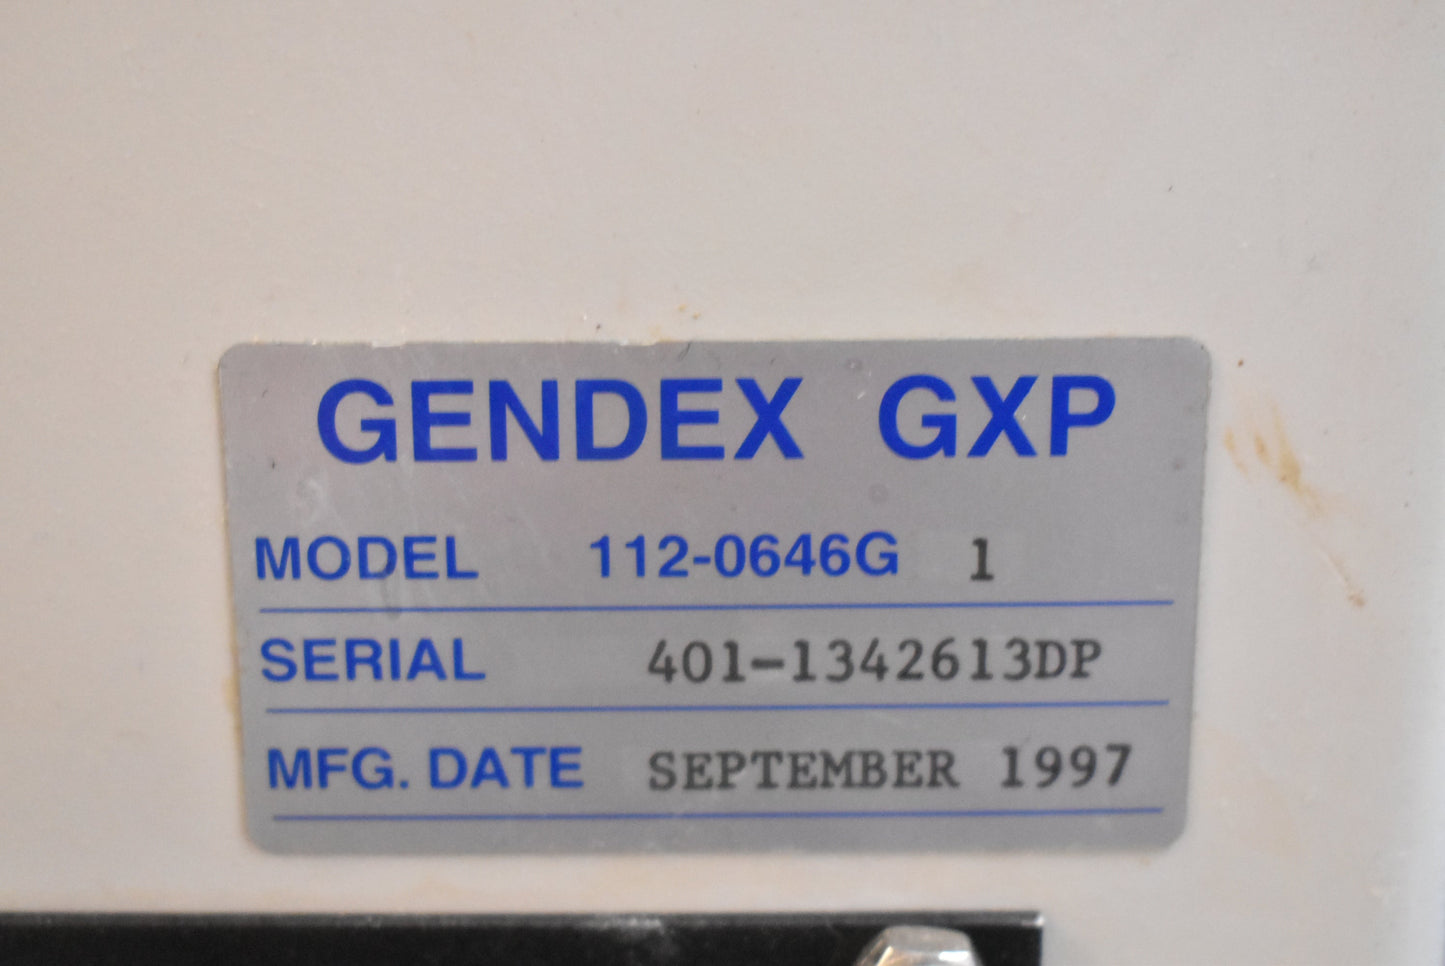 GENDEX GXP
MODEL 112-0646G 1
SERIAL 401-1342613DP
MFG. DATE SEPTEMBER 1997